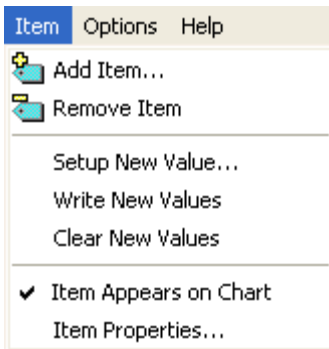 Item Options Help
Add Item...
Remove Item
Setup New Value...
Write New Values
Clear New Values
Item Appears on Chart
Item Properties...